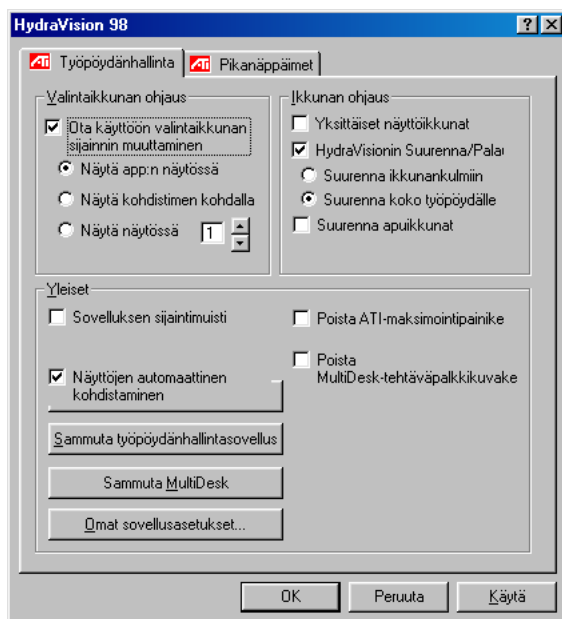 HydraVision 98
ATI Työpöydänhallinta
ATI Pikanäppäimet
Valintaikkunan ohjaus
Ota käyttöön valintaikkunan
sijainnin muuttaminen
Näytä app:n näytössä
Näytä kohdistimen kohdalla
Näytä näytössä 1
Ikkunan ohjaus
Yksittäiset näyttöikkunat
HydraVisionin Suurenna/Palau
Suurenna ikkunankulmiin
Suurenna koko työpöydälle
Suurenna apuikkunat
Yleiset
Sovelluksen sijaintimuisti
Poista ATI-maksimointipainike
Näyttöjen automaattinen
kohdistaminen
Poista
MultiDesk-tehtäväpalkkikuvake
Sammuta työpöydänhallintasovellus
Sammuta MultiDesk
Omat sovellusasetukset...
OK
Peruuta
Käytä